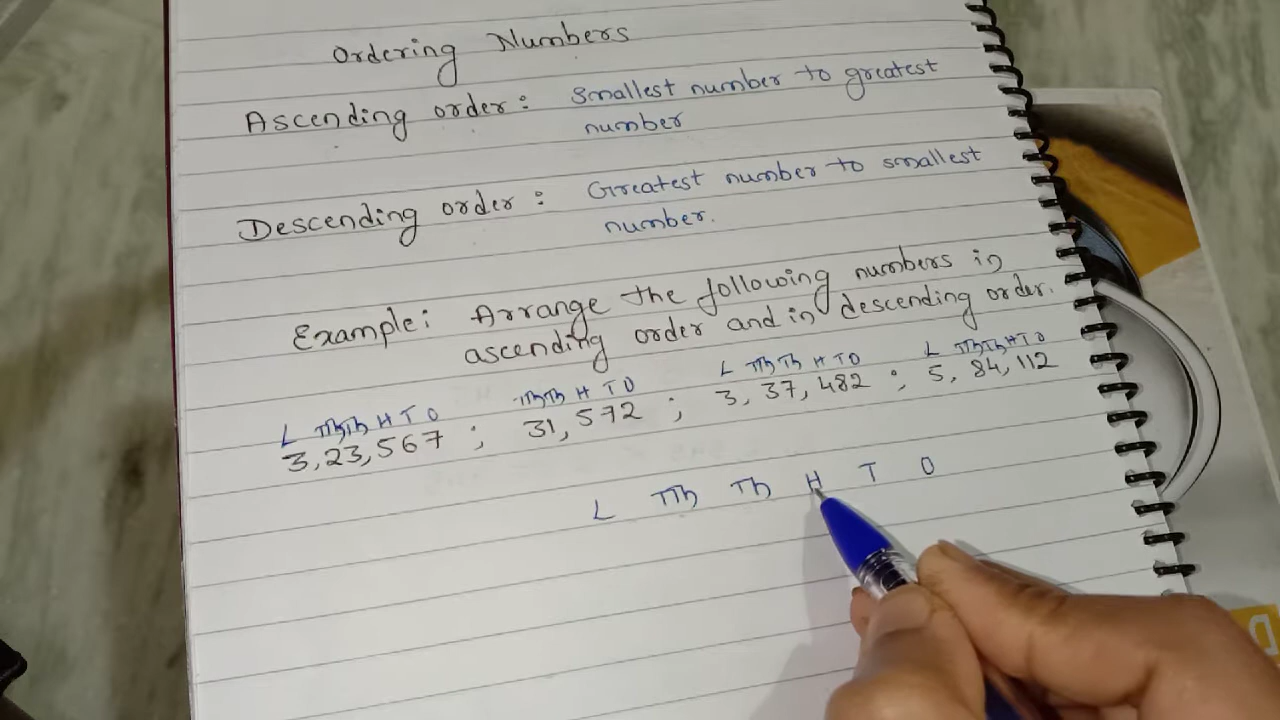 Ordering Numbers
Ascending order: Smallest number to greatest
number
Descending order: Greatest number to smallest
number.
Example: Arrange the following numbers in
ascending order and in descending order.
L TTh Th H T O TTh Th H T O L TTh Th H T O L TTh Th H T O
3,23,567 ; 31,572 ; 3,37,482 ; 5,84,112
L TTh Th H T O
D